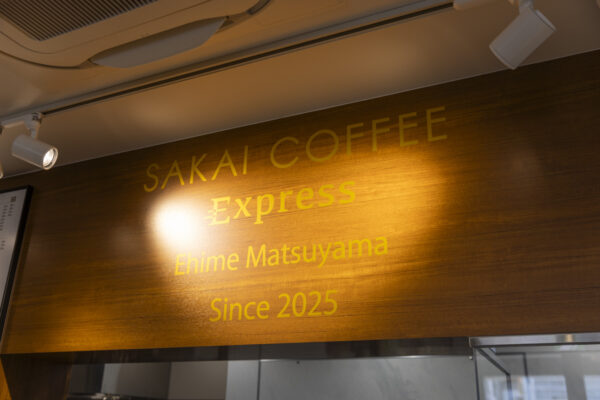 SAKAI COFFEE
Express
Ehime Matsuyama
Since 2025